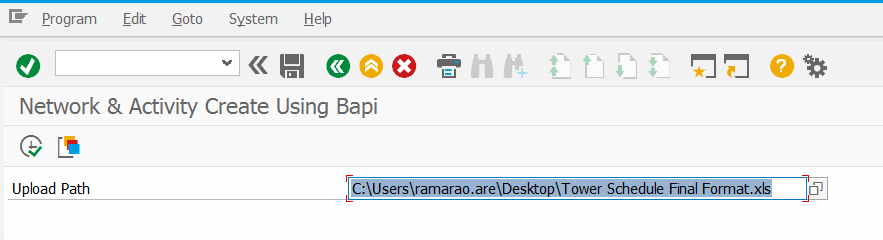 Program Edit Goto System Help
Network & Activity Create Using Bapi
Upload Path C:\Users\ramarao.are\Desktop\Tower Schedule Final Format.xls